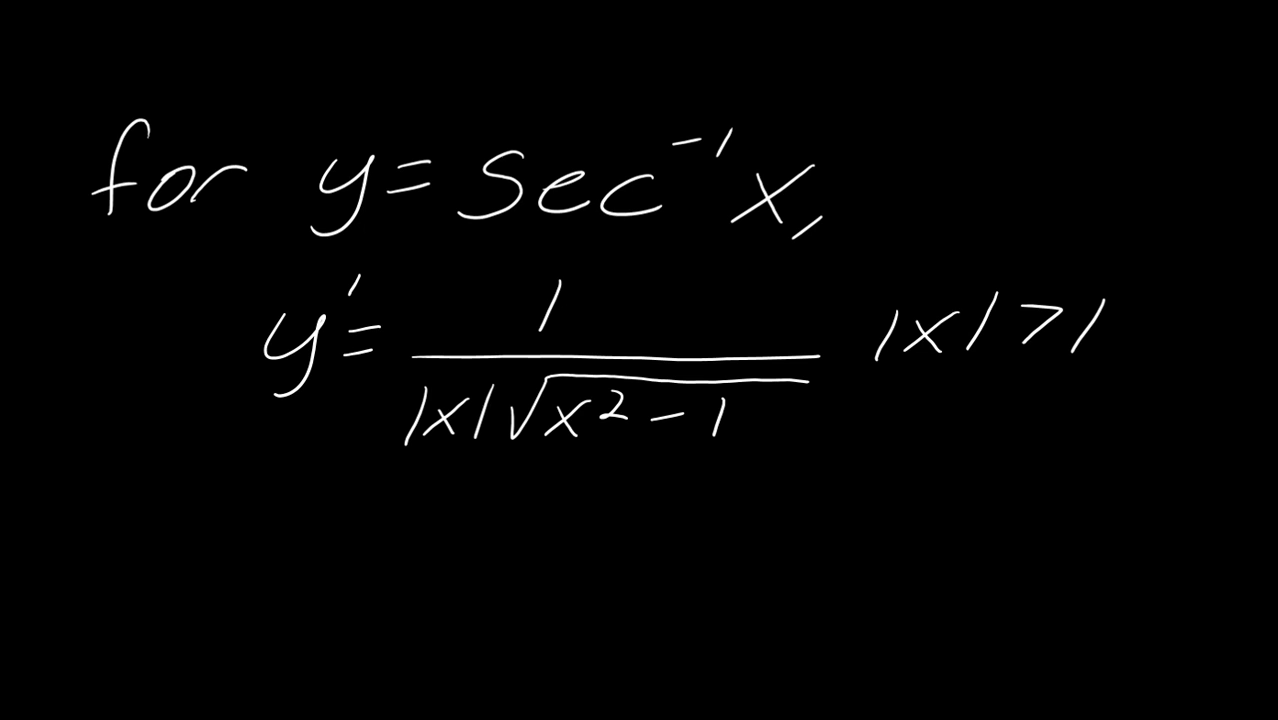 for y = sec⁻¹x,
y' = 1 / |x|√(x² - 1) |x| > 1